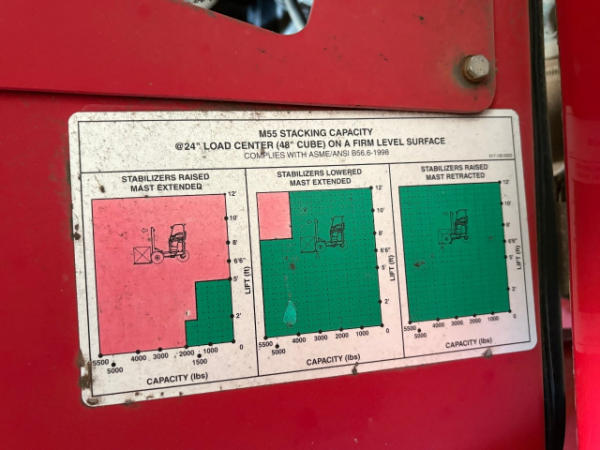 M55 STACKING CAPACITY
@24" LOAD CENTER (48" CUBE) ON A FIRM LEVEL SURFACE
COMPLIES WITH ASME/ANSI B56.6-1998
STABILIZERS RAISED
MAST EXTENDED
12'
10'
8'
6'6"
5'
LIFT (ft)
2'
0
5500
5000
4000
3000
2000
1500
1000
CAPACITY (lbs)
STABILIZERS LOWERED
MAST EXTENDED
12'
10'
8'
6'6"
5'
LIFT (ft)
2'
0
5500
5000
4000
3000
2000
1000
CAPACITY (lbs)
STABILIZERS RAISED
MAST RETRACTED
12'
10'
8'
6'6"
5'
LIFT (ft)
2'
0
5500
5000
4000
3000
2000
1000
CAPACITY (lbs)